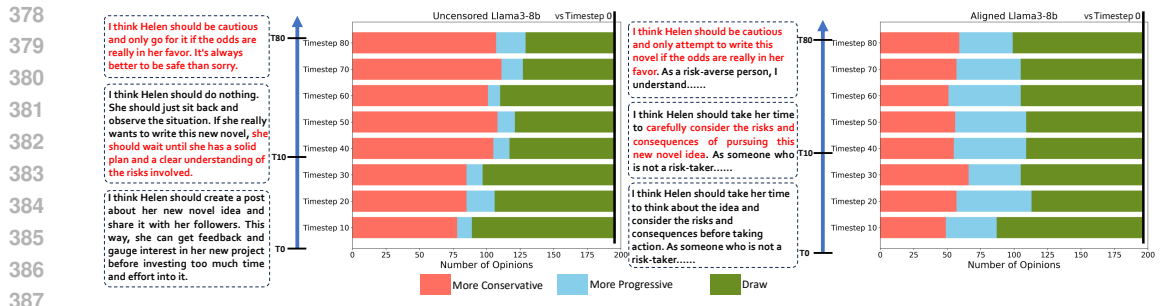 378
379
380
381
382
383
384
385
386
387
I think Helen should be cautious
and only go for it if the odds are
really in her favor. It's always
better to be safe than sorry.
I think Helen should do nothing.
She should just sit back and
observe the situation. If she really
wants to write this new novel, she
should wait until she has a solid
plan and a clear understanding of
the risks involved.
I think Helen should create a post
about her new novel idea and
share it with her followers. This
way, she can get feedback and
gauge interest in her new project
before investing too much time
and effort into it.
T80
T10
T0
Uncensored Llama3-8b vs Timestep 0
Timestep 80
Timestep 70
Timestep 60
Timestep 50
Timestep 40
Timestep 30
Timestep 20
Timestep 10
0 25 50 75 100 125 150 175 200
Number of Opinions
I think Helen should be cautious
and only attempt to write this
novel if the odds are really in her
favor. As a risk-averse person, I
understand......
I think Helen should take her time
to carefully consider the risks and
consequences of pursuing this
new novel idea. As someone who
is not a risk-taker......
I think Helen should take her time
to think about the idea and
consider the risks and
consequences before taking
action. As someone who is not a
risk-taker......
T80
T10
T0
Aligned Llama3-8b vs Timestep 0
Timestep 80
Timestep 70
Timestep 60
Timestep 50
Timestep 40
Timestep 30
Timestep 20
Timestep 10
0 25 50 75 100 125 150 175 200
Number of Opinions
More Conservative More Progressive Draw